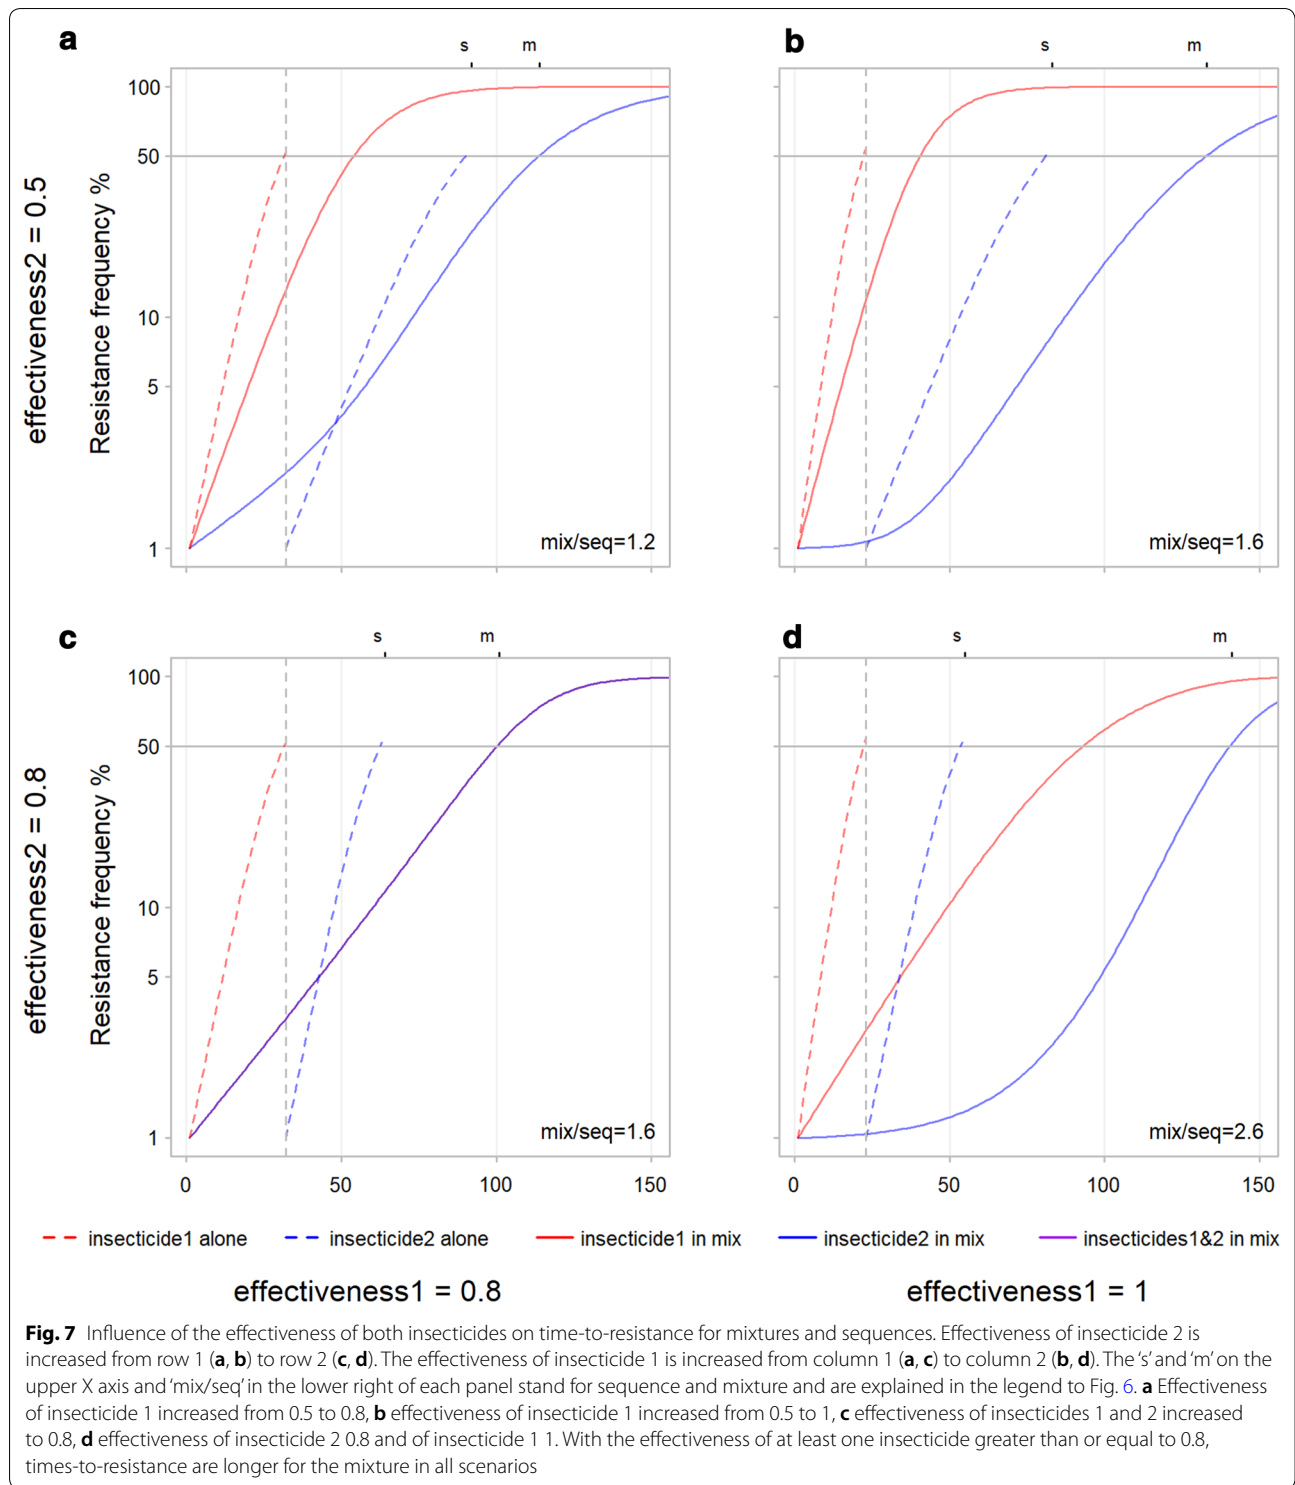 a
s m
b
s m
100
50
10
5
1
effectiveness2 = 0.5
Resistance frequency %
mix/seq=1.2
mix/seq=1.6
c
s m
d
s m
100
50
10
5
1
effectiveness2 = 0.8
Resistance frequency %
mix/seq=1.6
mix/seq=2.6
0 50 100 150
0 50 100 150
insecticide1 alone insecticide2 alone insecticide1 in mix insecticide2 in mix insecticides1&2 in mix
effectiveness1 = 0.8
effectiveness1 = 1
Fig. 7 Influence of the effectiveness of both insecticides on time-to-resistance for mixtures and sequences. Effectiveness of insecticide 2 is
increased from row 1 (a, b) to row 2 (c, d). The effectiveness of insecticide 1 is increased from column 1 (a, c) to column 2 (b, d). The 's' and 'm' on the
upper X axis and 'mix/seq' in the lower right of each panel stand for sequence and mixture and are explained in the legend to Fig. 6. a Effectiveness
of insecticide 1 increased from 0.5 to 0.8, b effectiveness of insecticide 1 increased from 0.5 to 1, c effectiveness of insecticides 1 and 2 increased
to 0.8, d effectiveness of insecticide 2 0.8 and of insecticide 1 1. With the effectiveness of at least one insecticide greater than or equal to 0.8,
times-to-resistance are longer for the mixture in all scenarios